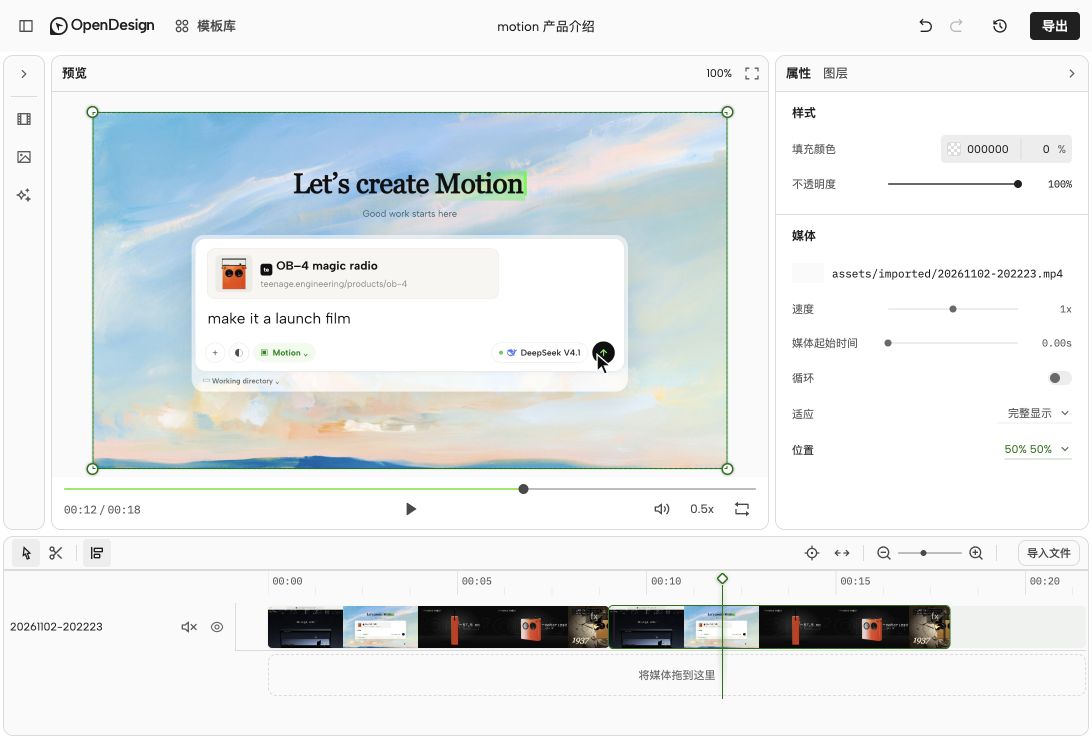 OpenDesign
模板库
motion 产品介绍
导出
预览
100%
Let's create Motion
Good work starts here
te OB–4 magic radio
teenage.engineering/products/ob-4
make it a launch film
Motion
DeepSeek V4.1
Working directory
00:12 / 00:18
0.5x
属性 图层
样式
填充颜色 000000 0 %
不透明度 100%
媒体
assets/imported/20261102-202223.mp4
速度 1x
媒体起始时间 0.00s
循环
适应 完整显示
位置 50% 50%
导入文件
00:00 00:05 00:10 00:15 00:20
20261102-202223
1937 1937
将媒体拖到这里